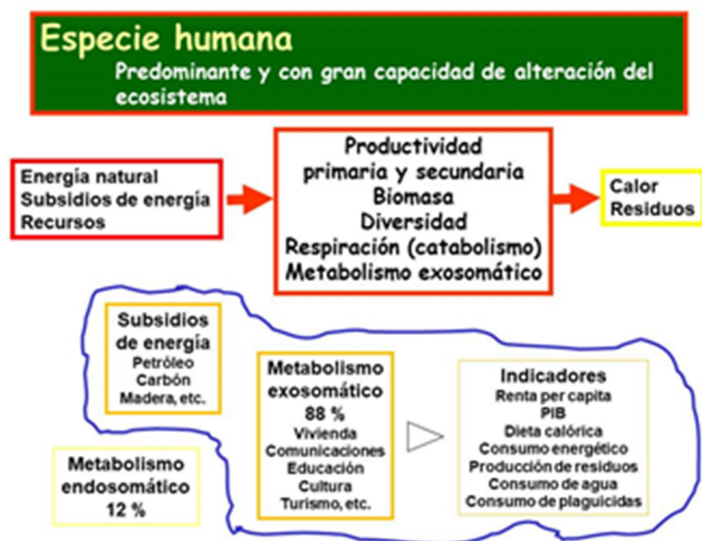 Especie humana
Predominante y con gran capacidad de alteración del
ecosistema
Energía natural
Subsidios de energía
Recursos
Productividad
primaria y secundaria
Biomasa
Diversidad
Respiración (catabolismo)
Metabolismo exosomático
Calor
Residuos
Subsidios
de energía
Petróleo
Carbón
Madera, etc.
Metabolismo
endosomático
12 %
Metabolismo
exosomático
88 %
Vivienda
Comunicaciones
Educación
Cultura
Turismo, etc.
Indicadores
Renta per capita
PIB
Dieta calórica
Consumo energético
Producción de residuos
Consumo de agua
Consumo de plaguicidas